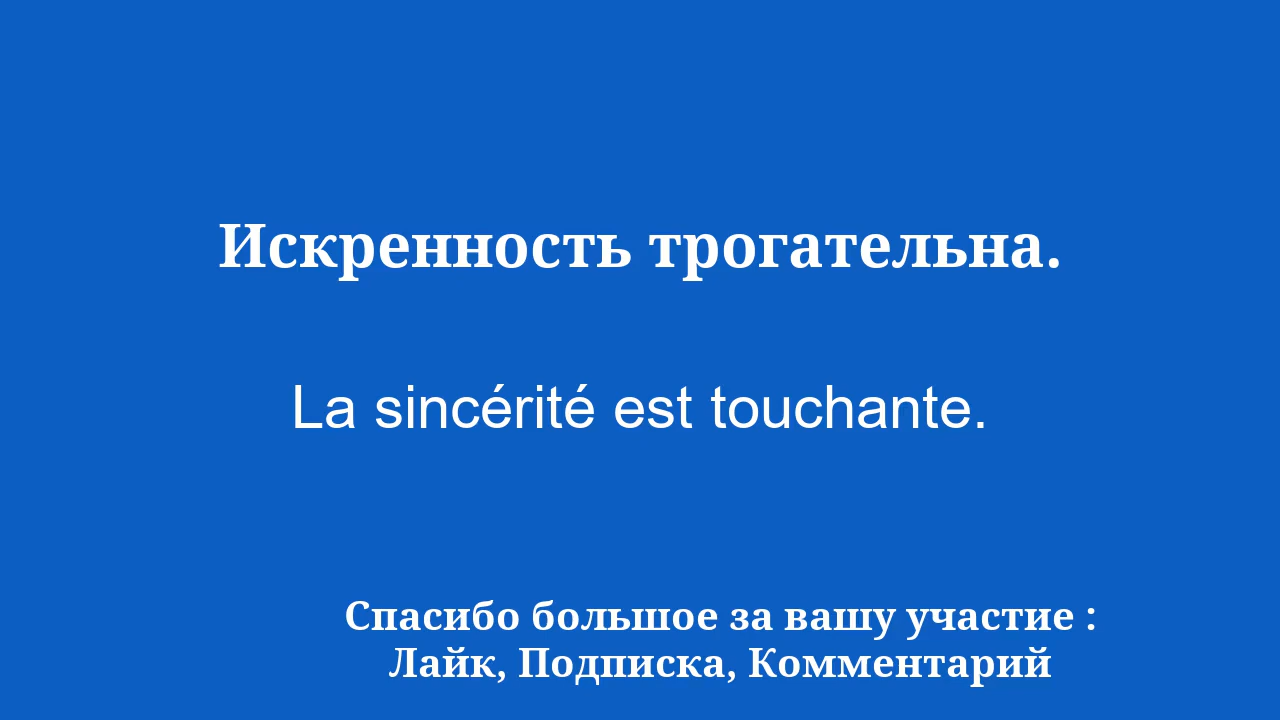 Искренность трогательна.
La sincérité est touchante.
Спасибо большое за вашу участие :
Лайк, Подписка, Комментарий